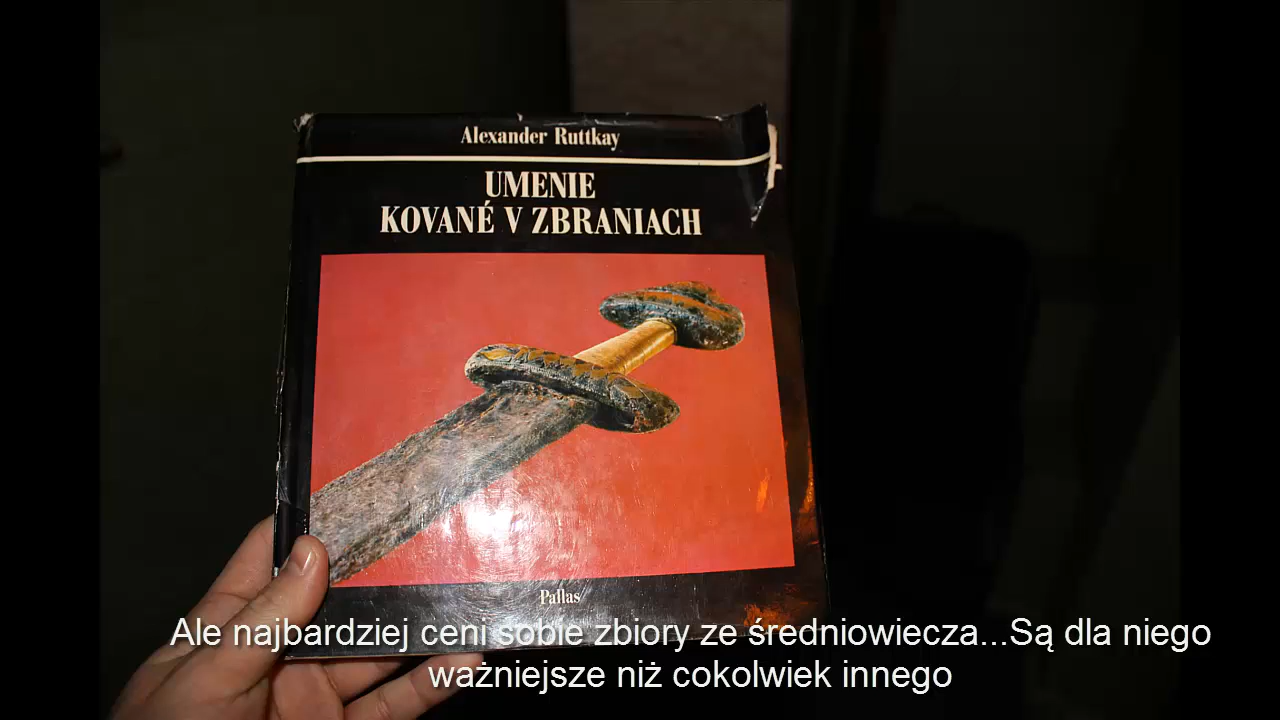 Alexander Ruttkay
UMENIE
KOVANÉ V ZBRANIACH
Pallas
Ale najbardziej ceni sobie zbiory ze średniowiecza...Są dla niego
ważniejsze niż cokolwiek innego